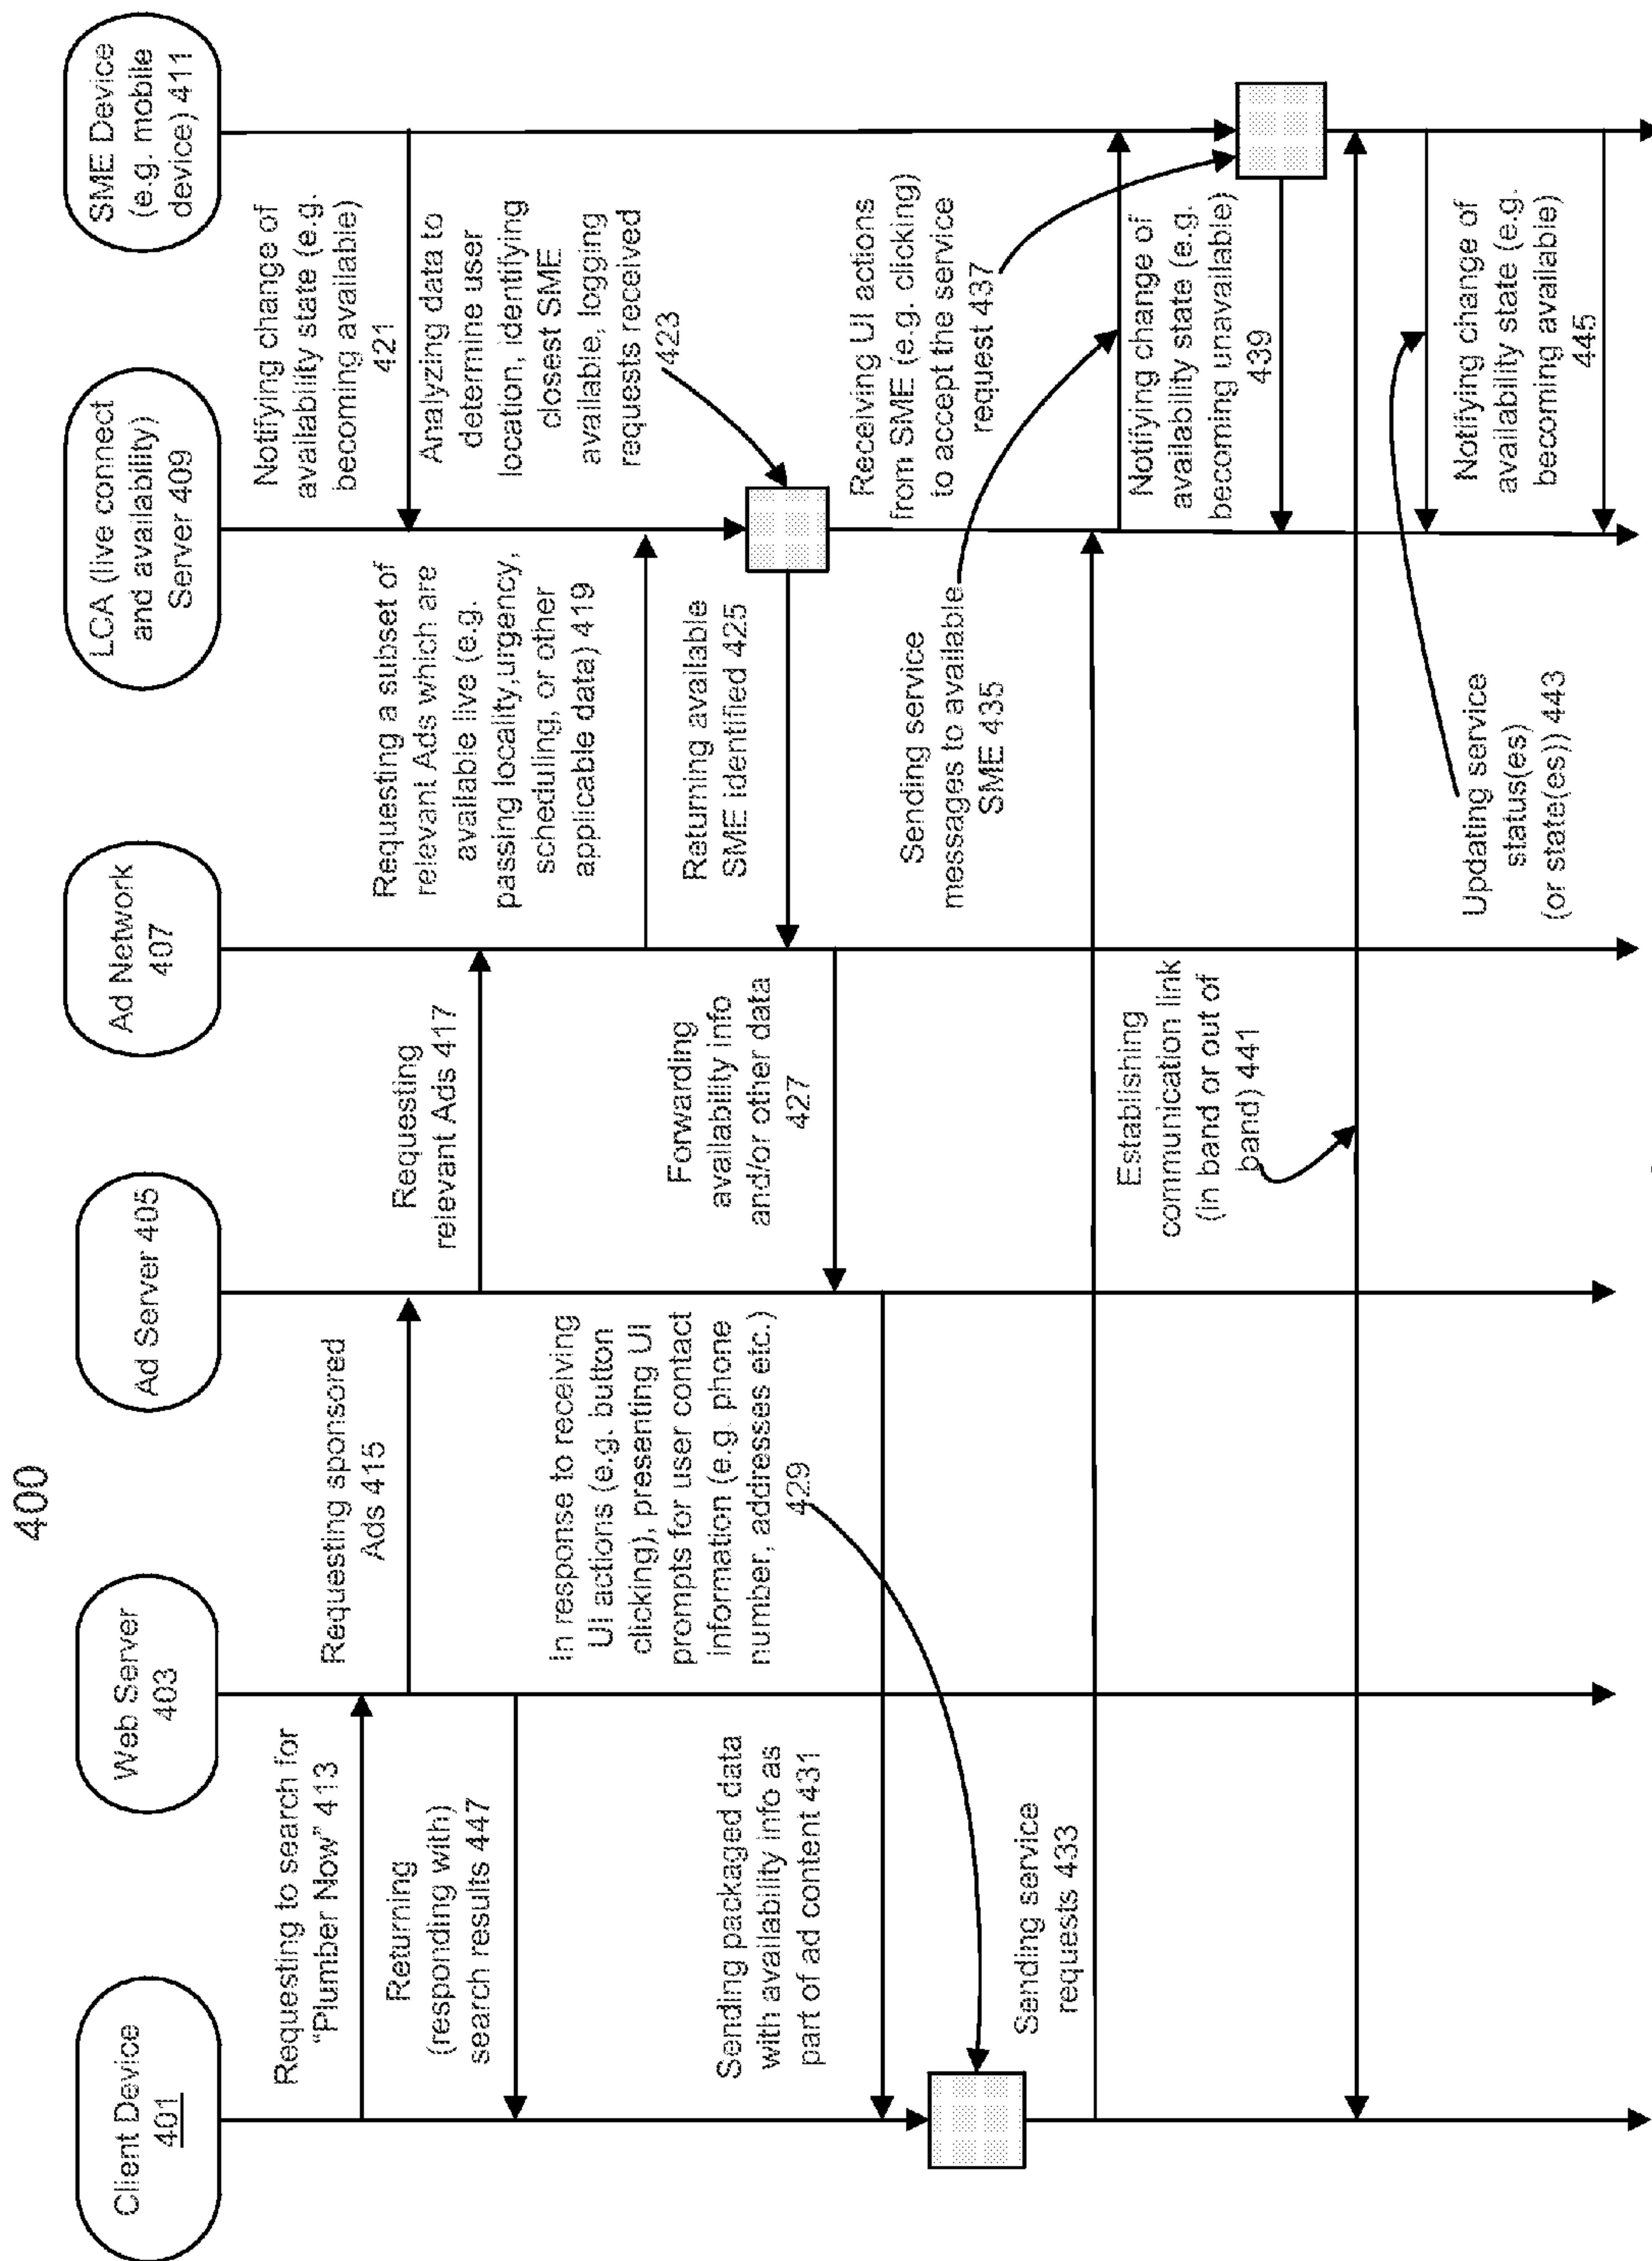 400
Client Device
401
Web Server
403
Ad Server 405
Ad Network
407
LCA (live connect
and availability)
Server 409
SME Device
(e.g. mobile
device) 411
Requesting to search for
"Plumber Now" 413
Returning
(responding with)
search results 447
Sending packaged data
with availability info as
part of ad content 431
Sending service
requests 433
Requesting sponsored
Ads 415
In response to receiving
UI actions (e.g. button
clicking), presenting UI
prompts for user contact
information (e.g. phone
number, addresses etc.)
429
Requesting
relevant Ads 417
Forwarding
availability info
and/or other data
427
Establishing
communication link
(in band or out of
band) 441
Requesting a subset of
relevant Ads which are
available live (e.g.
passing locality,urgency,
scheduling, or other
applicable data) 419
Returning available
SME identified 425
Sending service
messages to available
SME 435
Updating service
status(es)
(or state(es)) 443
Notifying change of
availability state (e.g.
becoming available)
421
Analyzing data to
determine user
location, identifying
closest SME
available, logging
requests received
423
Receiving UI actions
from SME (e.g. clicking)
to accept the service
request 437
Notifying change of
availability state (e.g.
becoming unavailable)
439
Notifying change of
availability state (e.g.
becoming available)
445